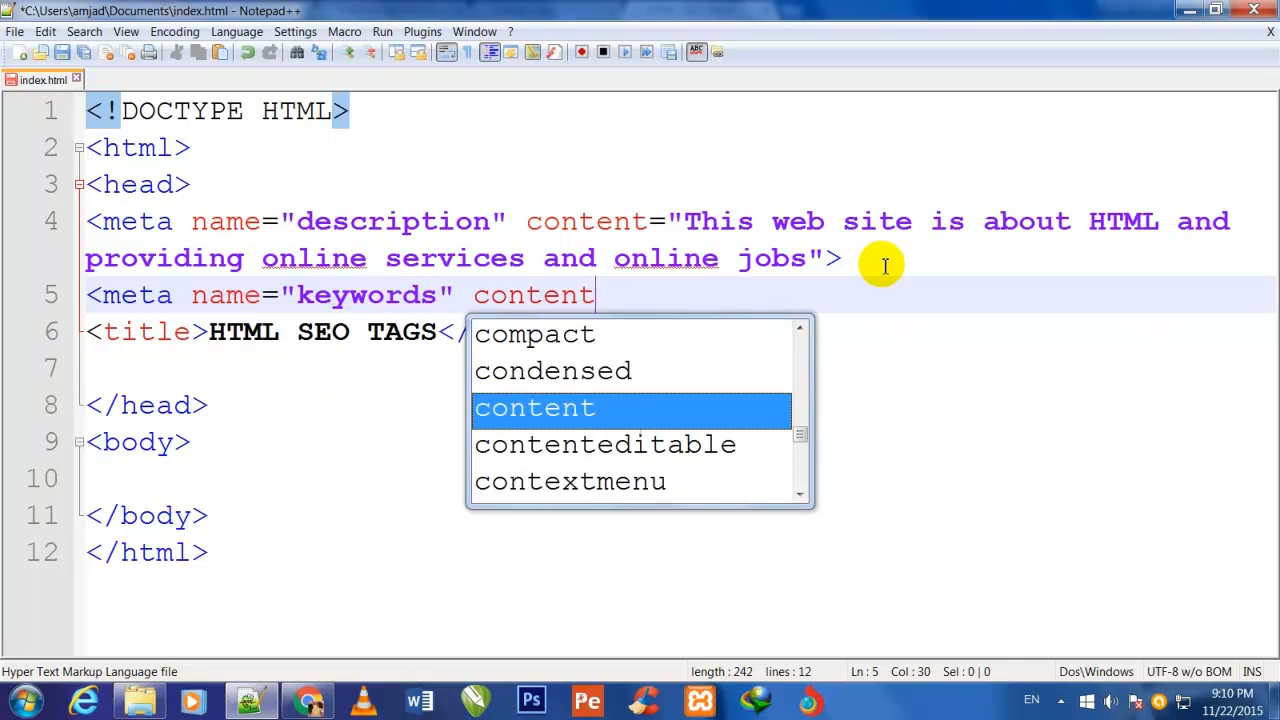 *C:\Users\amjad\Documents\index.html - Notepad++
File Edit Search View Encoding Language Settings Macro Run Plugins Window ? X
index.html
1 <!DOCTYPE HTML>
2 <html>
3 <head>
4 <meta name="description" content="This web site is about HTML and
providing online services and online jobs">
5 <meta name="keywords" content
6 <title>HTML SEO TAGS</
compact
condensed
content
contenteditable
contextmenu
7
8 </head>
9 <body>
10
11 </body>
12 </html>
Hyper Text Markup Language file length : 242 lines : 12 Ln : 5 Col : 30 Sel : 0 | 0 Dos\Windows UTF-8 w/o BOM INS
W Ps Pe EN 9:10 PM
11/22/2015